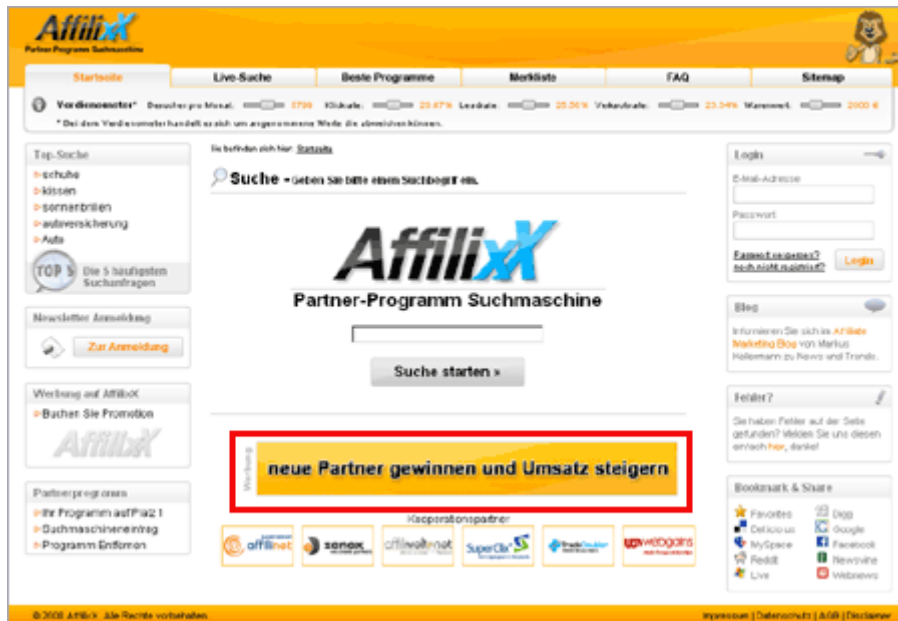 AffilixX
Partner Programm Suchmaschine
Startseite
Live-Suche
Beste Programme
Merkliste
FAQ
Sitemap
Verdienometer* Besucher pro Monat: Klickrate: Leadrate: Verkaufsrate: Warenwert: 2000 €
* Bei dem Verdienometer handelt es sich um angenommene Werte die abweichen können.
Top-Suche
schuhe
kissen
sonnenbrillen
autoversicherung
Auto
TOP 5
Die 5 häufigsten
Suchanfragen
Newsletter Anmeldung
Zur Anmeldung
Werbung auf AffilixX
Buchen Sie Promotion
AffilixX
Partnerprogramm
Ihr Programm auf Platz 1
Suchmaschineneintrag
Programm Entfernen
Sie befinden sich hier: Startseite
Suche - Geben Sie bitte einen Suchbegriff ein.
AffilixX
Partner-Programm Suchmaschine
Suche starten »
Werbung
neue Partner gewinnen und Umsatz steigern
Kooperationspartner
affilinet
zanox
affiliwelt.net
SuperClix
TradeDoubler
webgains
Login
E-Mail-Adresse
Passwort
Passwort vergessen?
noch nicht registriert?
Login
Blog
Informieren Sie sich im Affiliate
Marketing Blog von Markus
Kellermann zu News und Trends.
Fehler?
Sie haben Fehler auf der Seite
gefunden? Melden Sie uns diesen
einfach hier, danke!
Bookmark & Share
Favorites
Digg
Del.icio.us
Google
MySpace
Facebook
Reddit
Newsvine
Live
Webnews
© 2008 AffilixX. Alle Rechte vorbehalten.
Impressum | Datenschutz | AGB | Disclaimer